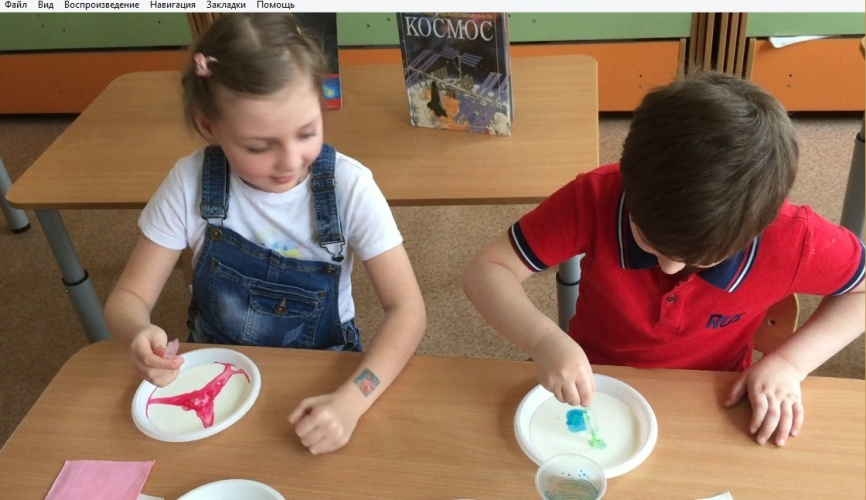 Файл Вид Воспроизведение Навигация Закладки Помощь
КОСМОС